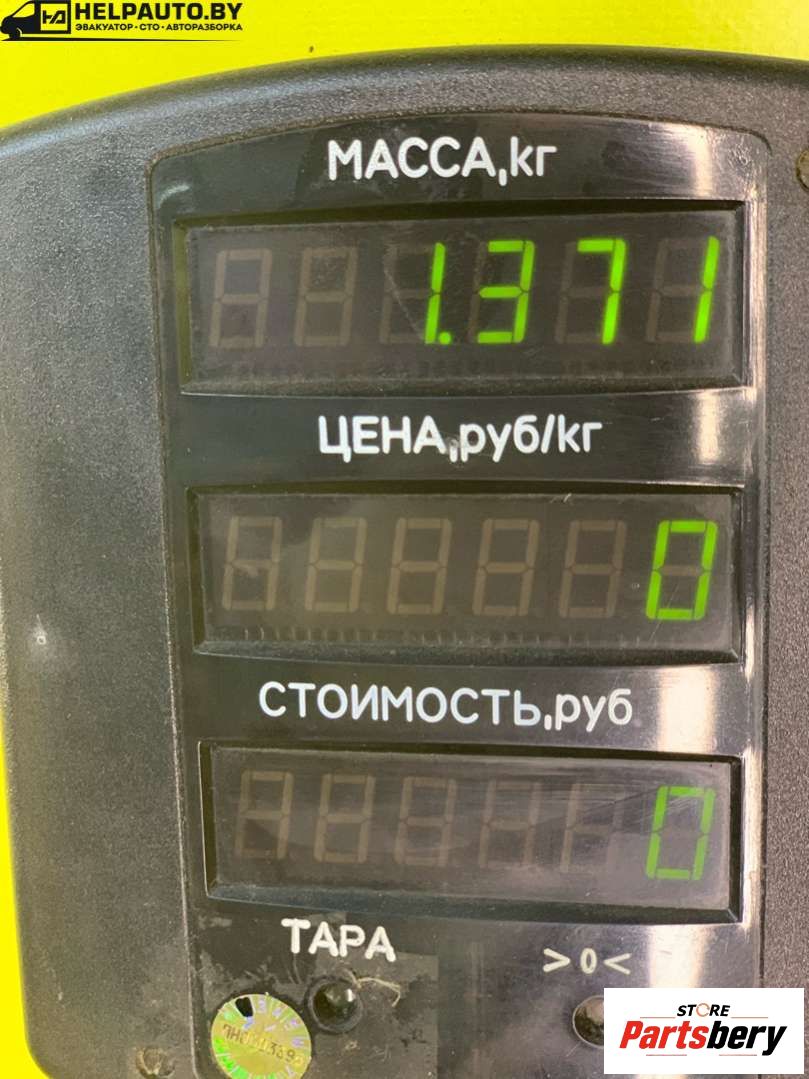 HELPAUTO.BY
ЭВАКУАТОР·СТО·АВТОРАЗБОРКА
МАССА,кг
1.371
ЦЕНА,руб/кг
0
СТОИМОСТЬ,руб
0
ТАРА
>0<
STORE
Partsbery